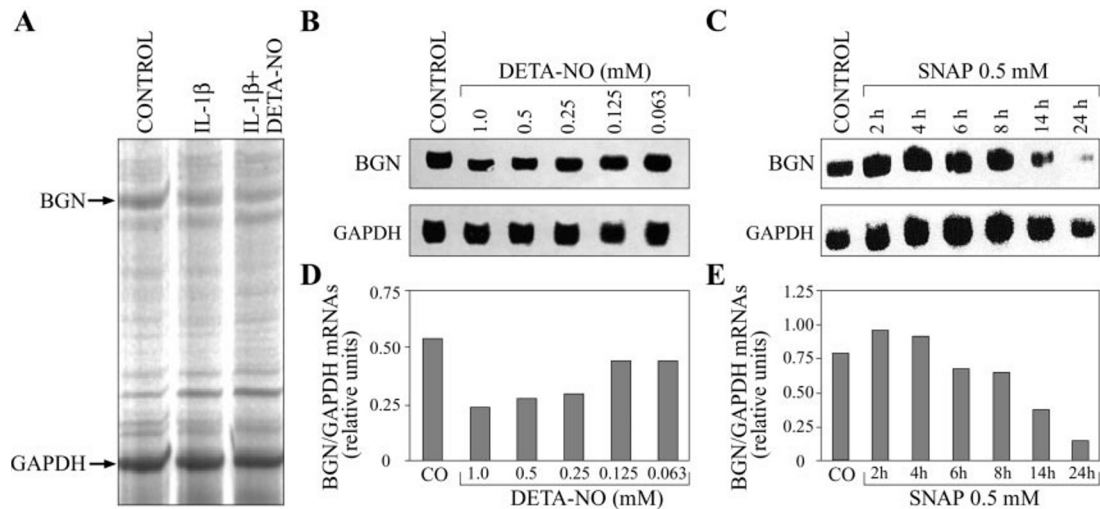 A
CONTROL
IL-1β
IL-1β+
DETA-NO
BGN
GAPDH
B
CONTROL
DETA-NO (mM)
1.0
0.5
0.25
0.125
0.063
BGN
GAPDH
C
CONTROL
SNAP 0.5 mM
2 h
4 h
6 h
8 h
14 h
24 h
BGN
GAPDH
D
BGN/GAPDH mRNAs
(relative units)
0.75
0.50
0.25
0
CO
1.0
0.5
0.25
0.125
0.063
DETA-NO (mM)
E
BGN/GAPDH mRNAs
(relative units)
1.25
1.00
0.75
0.50
0.25
0
CO
2h
4h
6h
8h
14h
24h
SNAP 0.5 mM